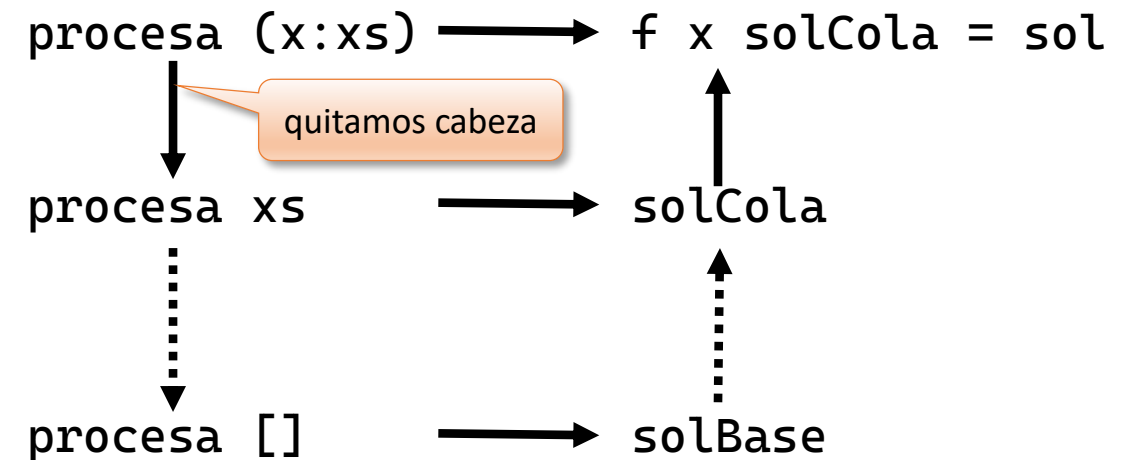 procesa (x:xs) f x solCola = sol
quitamos cabeza
procesa xs solCola
procesa [] solBase